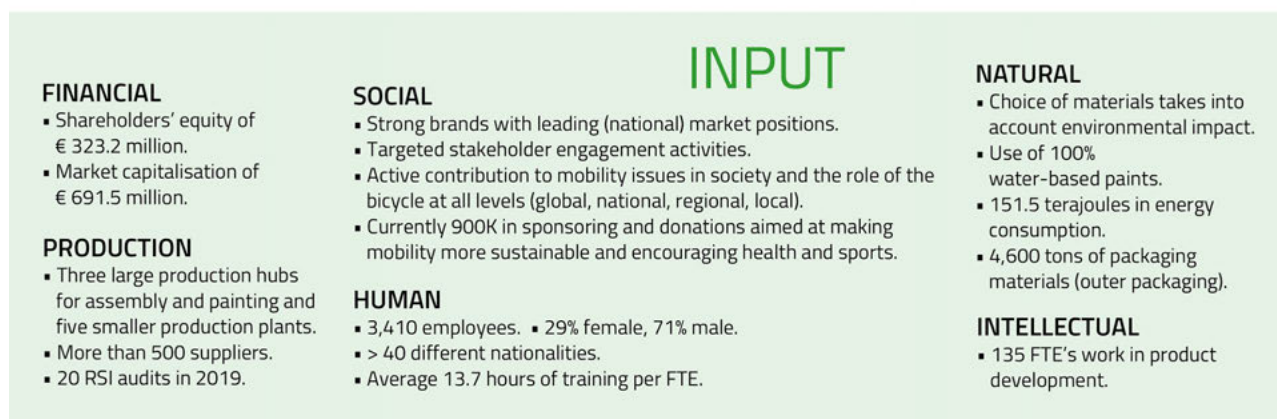 INPUT
FINANCIAL
▪ Shareholders’ equity of
€ 323.2 million.
▪ Market capitalisation of
€ 691.5 million.
PRODUCTION
▪ Three large production hubs
for assembly and painting and
five smaller production plants.
▪ More than 500 suppliers.
▪ 20 RSI audits in 2019.
SOCIAL
▪ Strong brands with leading (national) market positions.
▪ Targeted stakeholder engagement activities.
▪ Active contribution to mobility issues in society and the role of the
bicycle at all levels (global, national, regional, local).
▪ Currently 900K in sponsoring and donations aimed at making
mobility more sustainable and encouraging health and sports.
HUMAN
▪ 3,410 employees. ▪ 29% female, 71% male.
▪ > 40 different nationalities.
▪ Average 13.7 hours of training per FTE.
NATURAL
▪ Choice of materials takes into
account environmental impact.
▪ Use of 100%
water-based paints.
▪ 151.5 terajoules in energy
consumption.
▪ 4,600 tons of packaging
materials (outer packaging).
INTELLECTUAL
▪ 135 FTE’s work in product
development.